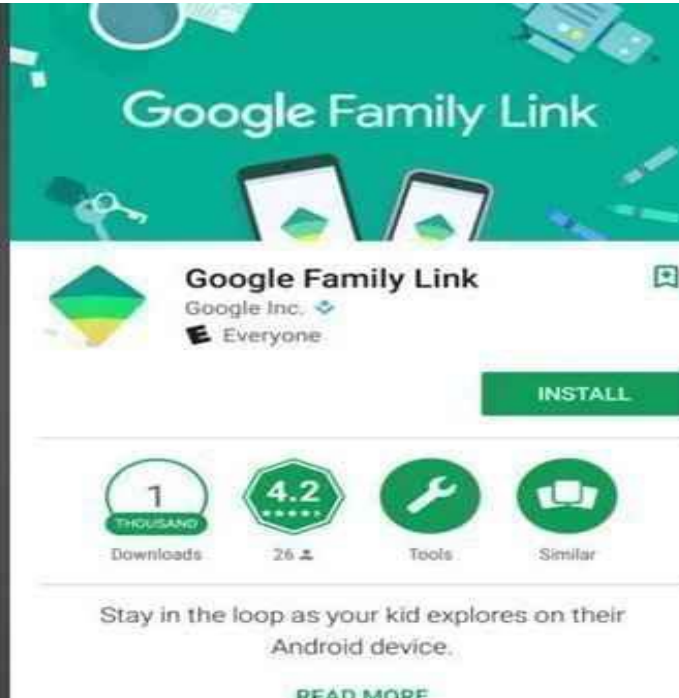 Google Family Link
Google Family Link
Google Inc.
E Everyone
INSTALL
1
THOUSAND
Downloads
4.2
26
Tools
Similar
Stay in the loop as your kid explores on their
Android device.
READ MORE